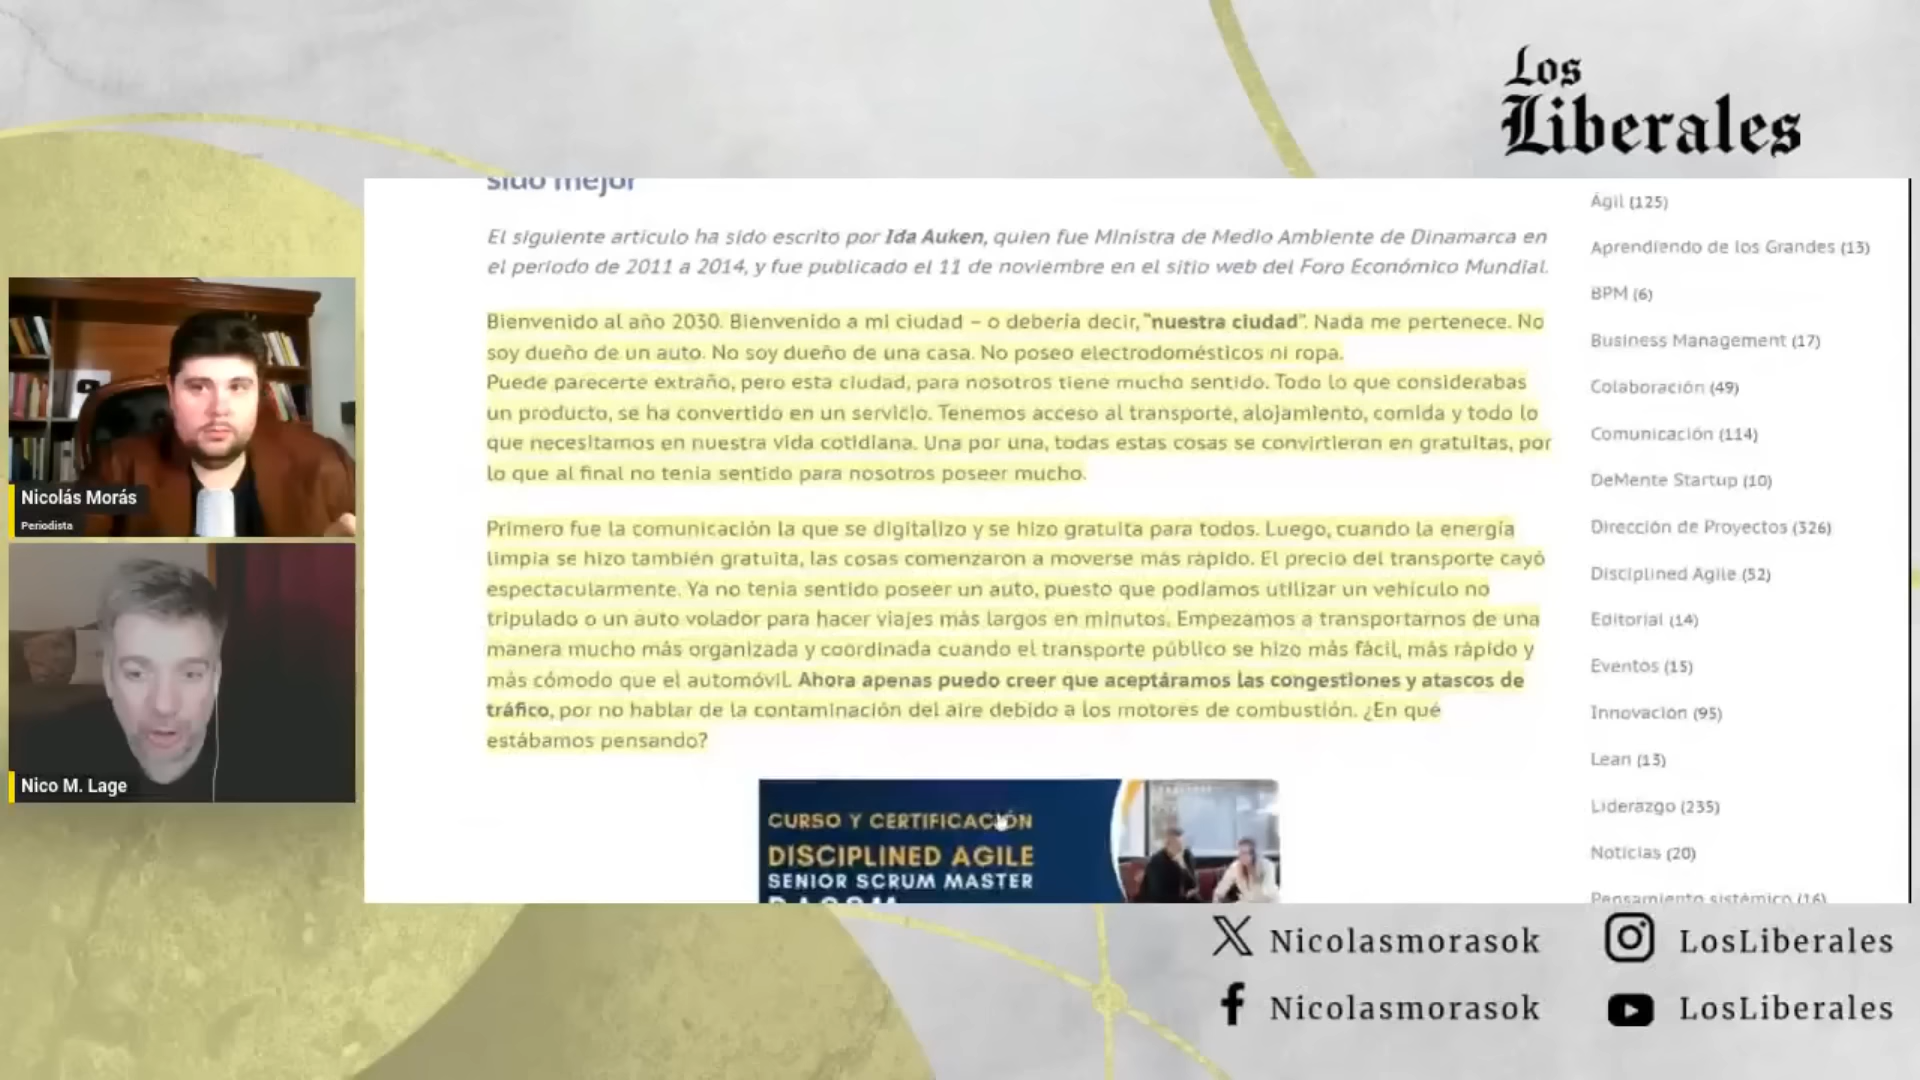 Los
Liberales
sido mejor
El siguiente artículo ha sido escrito por Ida Auken, quien fue Ministra de Medio Ambiente de Dinamarca en
el periodo de 2011 a 2014, y fue publicado el 11 de noviembre en el sitio web del Foro Económico Mundial.
Bienvenido al año 2030. Bienvenido a mi ciudad – o debería decir, "nuestra ciudad". Nada me pertenece. No
soy dueño de un auto. No soy dueño de una casa. No poseo electrodomésticos ni ropa.
Puede parecerte extraño, pero esta ciudad, para nosotros tiene mucho sentido. Todo lo que considerabas
un producto, se ha convertido en un servicio. Tenemos acceso al transporte, alojamiento, comida y todo lo
que necesitamos en nuestra vida cotidiana. Una por una, todas estas cosas se convirtieron en gratuitas, por
lo que al final no tenía sentido para nosotros poseer mucho.
Primero fue la comunicación la que se digitalizo y se hizo gratuita para todos. Luego, cuando la energía
limpia se hizo también gratuita, las cosas comenzaron a moverse más rápido. El precio del transporte cayó
espectacularmente. Ya no tenía sentido poseer un auto, puesto que podíamos utilizar un vehículo no
tripulado o un auto volador para hacer viajes más largos en minutos. Empezamos a transportarnos de una
manera mucho más organizada y coordinada cuando el transporte público se hizo más fácil, más rápido y
más cómodo que el automóvil. Ahora apenas puedo creer que aceptáramos las congestiones y atascos de
tráfico, por no hablar de la contaminación del aire debido a los motores de combustión. ¿En qué
estábamos pensando?
CURSO Y CERTIFICACIÓN
DISCIPLINED AGILE
SENIOR SCRUM MASTER
Ágil (125)
Aprendiendo de los Grandes (13)
BPM (6)
Business Management (17)
Colaboración (49)
Comunicación (114)
DeMente Startup (10)
Dirección de Proyectos (326)
Disciplined Agile (52)
Editorial (14)
Eventos (15)
Innovación (95)
Lean (13)
Liderazgo (235)
Noticias (20)
Pensamiento sistémico (16)
Nicolás Morás
Periodista
Nico M. Lage
Nicolasmorasok
LosLiberales
Nicolasmorasok
LosLiberales